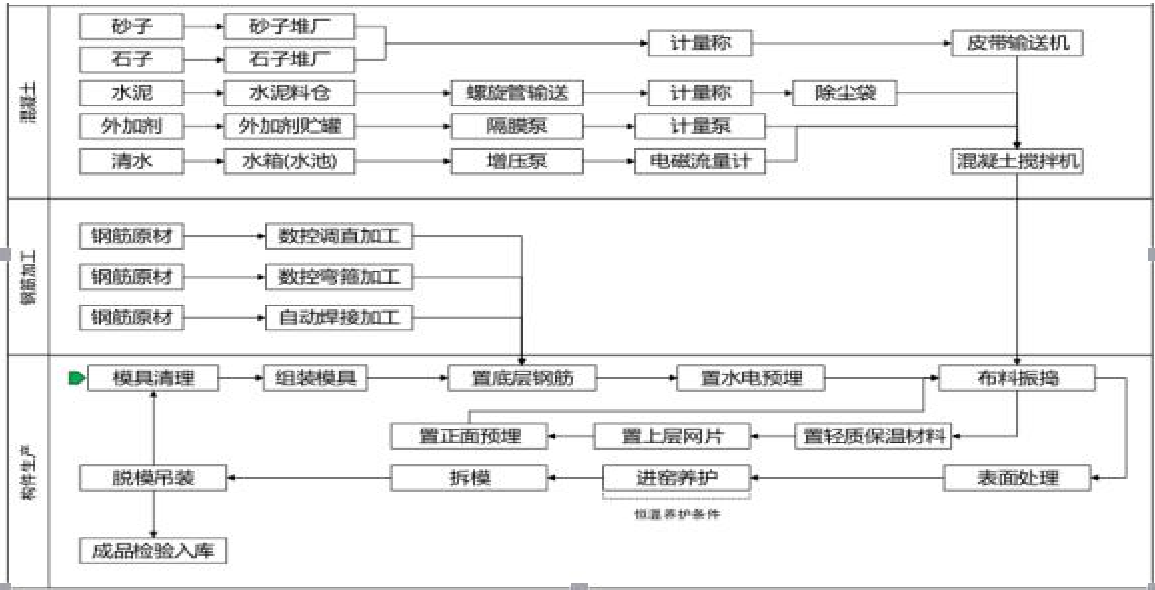 混凝土
砂子
砂子堆厂
石子
石子堆厂
计量称
皮带输送机
水泥
水泥料仓
螺旋管输送
计量称
除尘袋
外加剂
外加剂贮罐
隔膜泵
计量泵
清水
水箱(水池)
增压泵
电磁流量计
混凝土搅拌机
钢筋加工
钢筋原材
数控调直加工
钢筋原材
数控弯箍加工
钢筋原材
自动焊接加工
构件生产
模具清理
组装模具
置底层钢筋
置水电预埋
布料振捣
置正面预埋
置上层网片
置轻质保温材料
脱模吊装
拆模
进窑养护
表面处理
恒温养护条件
成品检验入库